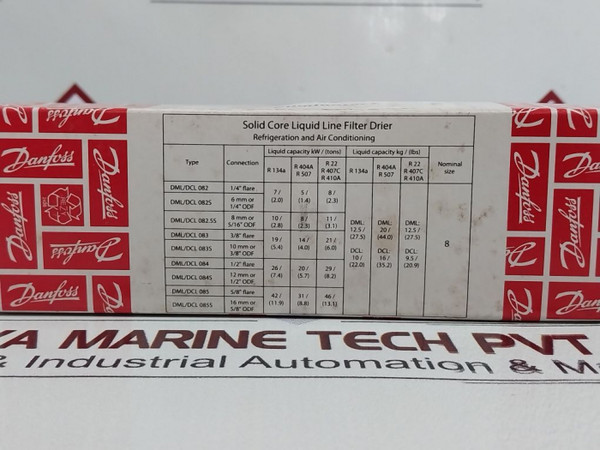 Solid Core Liquid Line Filter Drier
Refrigeration and Air Conditioning
Type Connection Liquid capacity kW / (tons) Liquid capacity kg / (lbs) Nominal size
R 134a R 404A R 507 R 22 R 407C R 410A R 134a R 404A R 507 R 22 R 407C R 410A
DML/DCL 082 1/4" flare 7 / (2.0) 5 / (1.4) 8 / (2.3)
DML/DCL 082S 6 mm or 1/4" ODF
DML/DCL 082.5S 8 mm or 5/16" ODF 10 / (2.8) 8 / (2.3) 11 / (3.1)
DML/DCL 083 3/8" flare 19 / (5.4) 14 / (4.0) 21 / (6.0)
DML/DCL 083S 10 mm or 3/8" ODF
DML/DCL 084 1/2" flare 26 / (7.4) 20 / (5.7) 29 / (8.2)
DML/DCL 084S 12 mm or 1/2" ODF
DML/DCL 085 5/8" flare 42 / (11.9) 31 / (8.8) 46 / (13.1)
DML/DCL 085S 16 mm or 5/8" ODF
DML: 12.5 / (27.5) DML: 20 / (44.0) DML: 12.5 / (27.5)
DCL: 10 / (22.0) DCL: 16 / (35.2) DCL: 9.5 / (20.9)
8
Danfoss
Danfoss
Danfoss
Danfoss
Danfoss
Danfoss
KA MARINE TECH PVT
& Industrial Automation & Ma